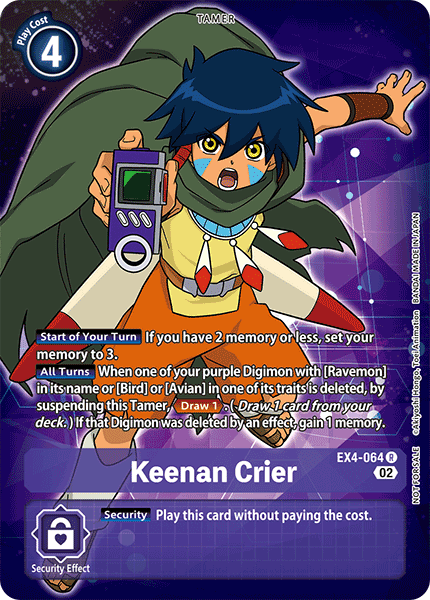 TAMER
Play Cost
4
Start of Your Turn If you have 2 memory or less, set your
memory to 3.
All Turns When one of your purple Digimon with [Ravemon]
in its name or [Bird] or [Avian] in one of its traits is deleted, by
suspending this Tamer, Draw 1. (Draw 1 card from your
deck.) If that Digimon was deleted by an effect, gain 1 memory.
Keenan Crier
EX4-064 R
02
Security Play this card without paying the cost.
Security Effect
NOT FOR SALE ©Akiyoshi Hongo, Toei Animation BANDAI MADE IN JAPAN